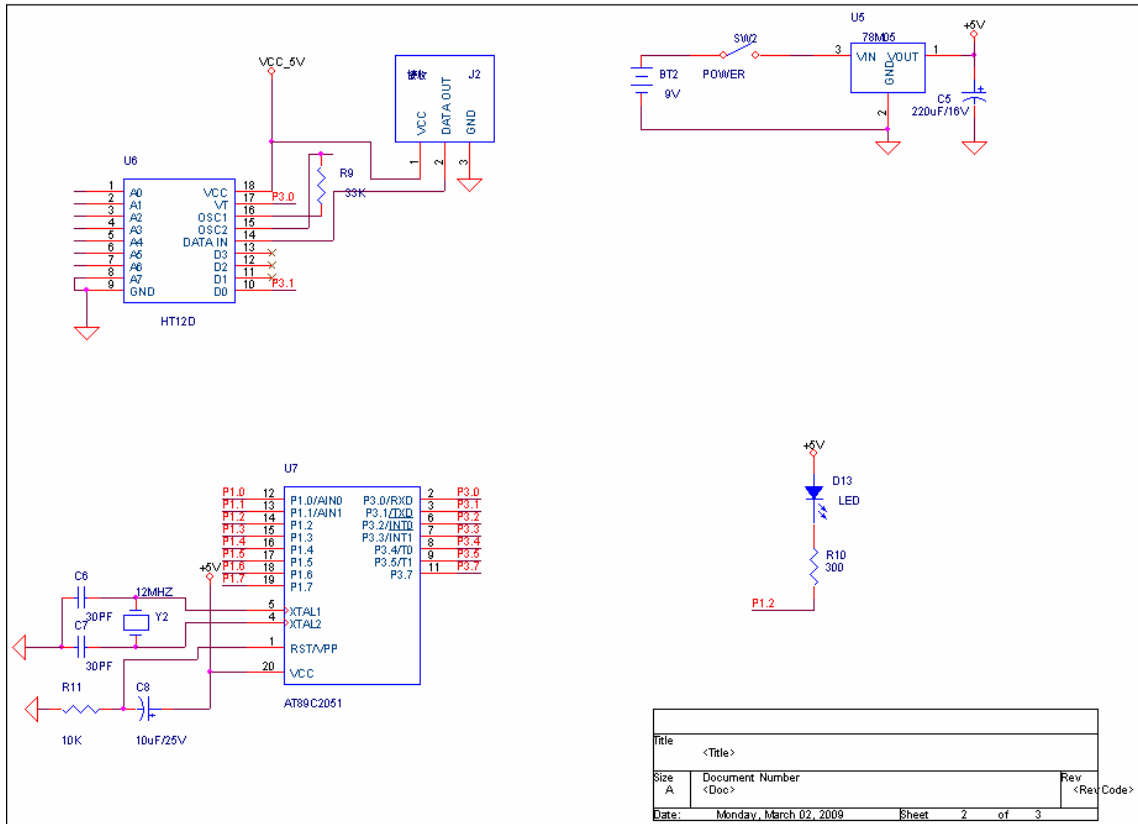 VCC_5V
接收
J2
VCC
DATA OUT
GND
1
2
3
U6
R9
33K
1 A0
2 A1
3 A2
4 A3
5 A4
6 A5
7 A6
8 A7
9 GND
VCC 18
VT 17 P3.0
OSC1 16
OSC2 15
DATA IN 14
D3 13
D2 12
D1 11
D0 10 P3.1
HT12D
U5
+5V
SW2
78M05
3 VIN VOUT 1
GND
2
BT2
9V
POWER
C5
220uF/16V
U7
P1.0 12 P1.0/AIN0
P1.1 13 P1.1/AIN1
P1.2 14 P1.2
P1.3 15 P1.3
P1.4 16 P1.4
P1.5 17 P1.5
P1.6 18 P1.6
P1.7 19 P1.7
P3.0/RXD 2 P3.0
P3.1/TXD 3 P3.1
P3.2/INT0 6 P3.2
P3.3/INT1 7 P3.3
P3.4/T0 8 P3.4
P3.5/T1 9 P3.5
P3.7 11 P3.7
+5V
C6
12MHZ
30PF
5 XTAL1
4 XTAL2
C7
Y2
30PF
1 RST/VPP
20 VCC
R11
C8
10K
10uF/25V
AT89C2051
+5V
D13
LED
R10
300
P1.2
Title
<Title>
Size
A
Document Number
<Doc>
Rev
<RevCode>
Date: Monday, March 02, 2009 Sheet 2 of 3